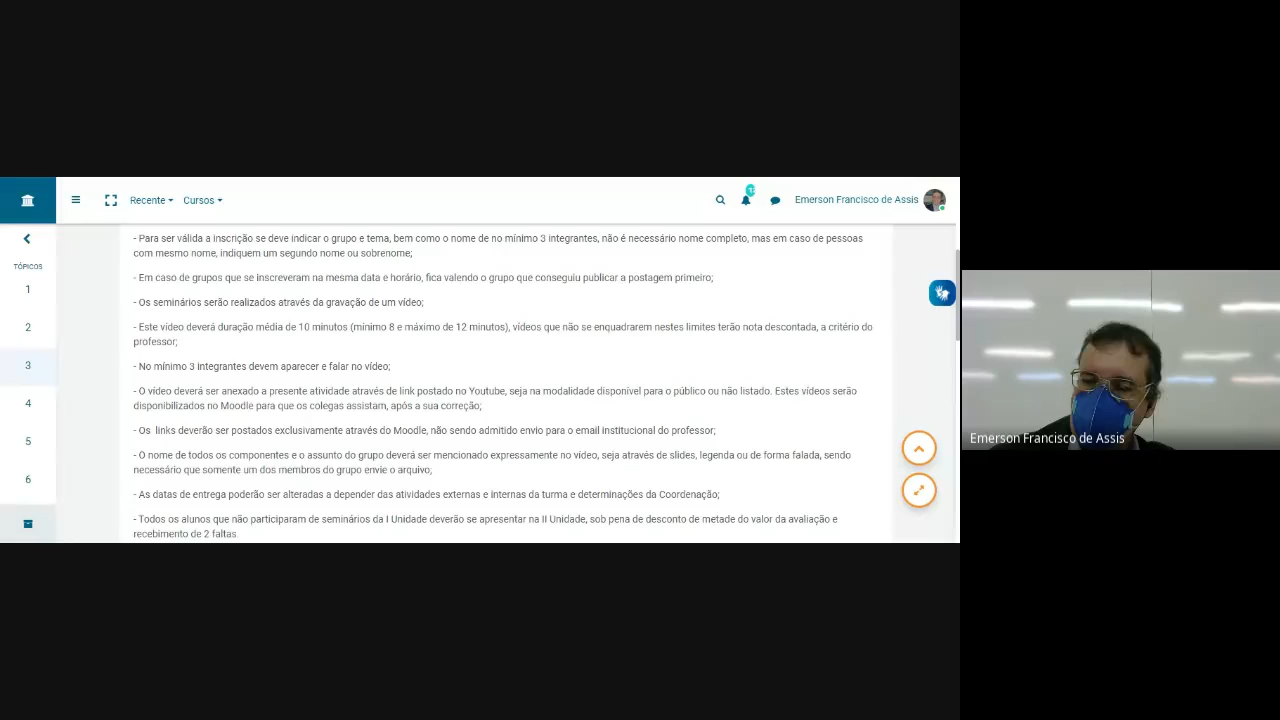 Recente
Cursos
Emerson Francisco de Assis
- Para ser válida a inscrição se deve indicar o grupo e tema, bem como o nome de no mínimo 3 integrantes, não é necessário nome completo, mas em caso de pessoas
com mesmo nome, indiquem um segundo nome ou sobrenome;
TÓPICOS
- Em caso de grupos que se inscreveram na mesma data e horário, fica valendo o grupo que conseguiu publicar a postagem primeiro;
1
- Os seminários serão realizados através da gravação de um vídeo;
2
- Este vídeo deverá duração média de 10 minutos (mínimo 8 e máximo de 12 minutos), vídeos que não se enquadrarem nestes limites terão nota descontada, a critério do
professor;
3
- No mínimo 3 integrantes devem aparecer e falar no vídeo;
- O vídeo deverá ser anexado a presente atividade através de link postado no Youtube, seja na modalidade disponível para o público ou não listado. Estes vídeos serão
disponibilizados no Moodle para que os colegas assistam, após a sua correção;
4
- Os links deverão ser postados exclusivamente através do Moodle, não sendo admitido envio para o email institucional do professor;
5
- O nome de todos os componentes e o assunto do grupo deverá ser mencionado expressamente no vídeo, seja através de slides, legenda ou de forma falada, sendo
necessário que somente um dos membros do grupo envie o arquivo;
6
- As datas de entrega poderão ser alteradas a depender das atividades externas e internas da turma e determinações da Coordenação;
- Todos os alunos que não participaram de seminários da I Unidade deverão se apresentar na II Unidade, sob pena de desconto de metade do valor da avaliação e
recebimento de 2 faltas.
Emerson Francisco de Assis